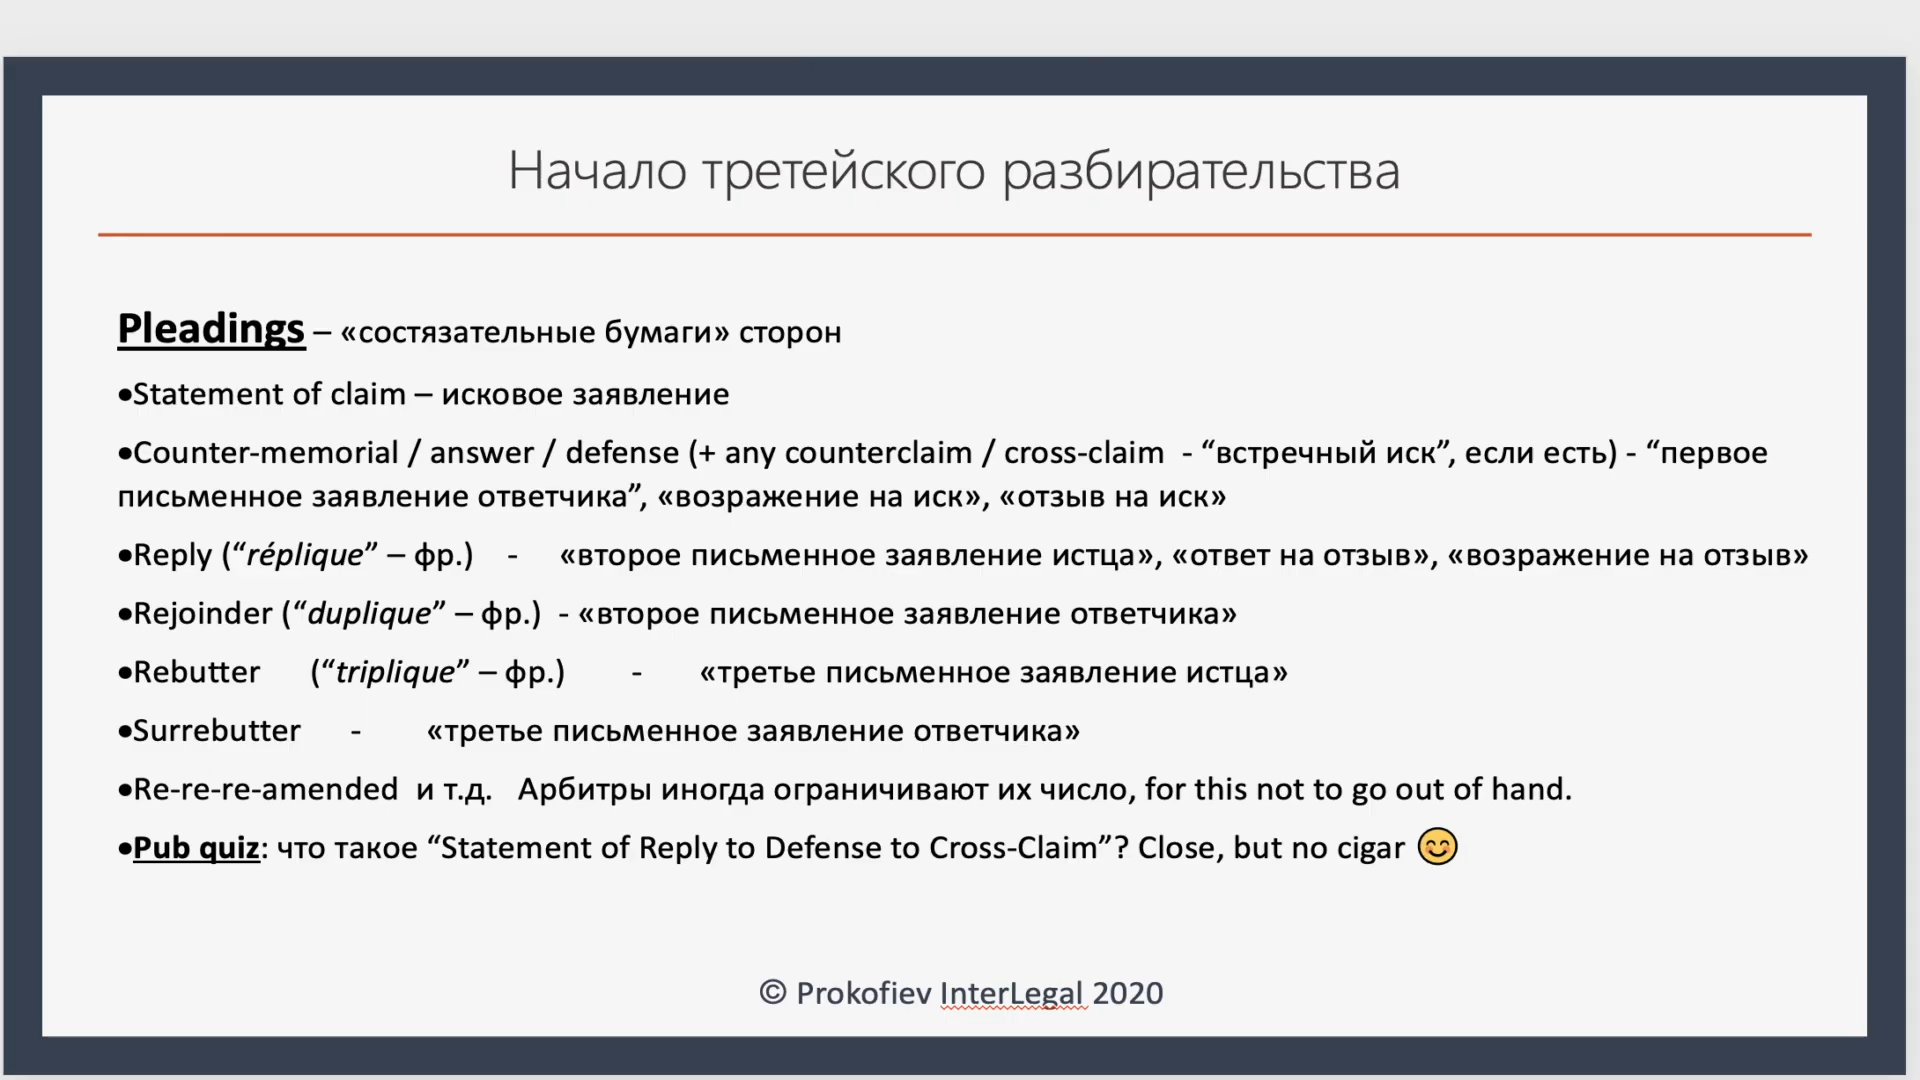 Начало третейского разбирательства
Pleadings – «состязательные бумаги» сторон
•Statement of claim – исковое заявление
•Counter-memorial / answer / defense (+ any counterclaim / cross-claim - “встречный иск”, если есть) - “первое
письменное заявление ответчика”, «возражение на иск», «отзыв на иск»
•Reply (“réplique” – фр.) - «второе письменное заявление истца», «ответ на отзыв», «возражение на отзыв»
•Rejoinder (“duplique” – фр.) - «второе письменное заявление ответчика»
•Rebutter (“triplique” – фр.) - «третье письменное заявление истца»
•Surrebutter - «третье письменное заявление ответчика»
•Re-re-re-amended и т.д. Арбитры иногда ограничивают их число, for this not to go out of hand.
•Pub quiz: что такое “Statement of Reply to Defense to Cross-Claim”? Close, but no cigar 😊
© Prokofiev InterLegal 2020